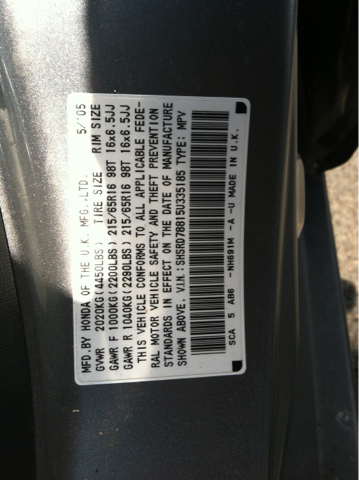 MFD.BY HONDA OF THE U.K. MFG.,LTD. 5/'05
GVWR 2020KG(4450LBS) TIRE SIZE RIM SIZE
GAWR F 1000KG(2200LBS) 215/65R16 98T 16x6.5JJ
GAWR R 1040KG(2290LBS) 215/65R16 98T 16x6.5JJ
THIS VEHICLE CONFORMS TO ALL APPLICABLE FEDE-
RAL MOTOR VEHICLE SAFETY AND THEFT PREVENTION
STANDARDS IN EFFECT ON THE DATE OF MANUFACTURE
SHOWN ABOVE. V.I.N: SHSRD78815U335185 TYPE: MPV
SCA 5 AB6 -NH691M -A -U MADE IN U.K.